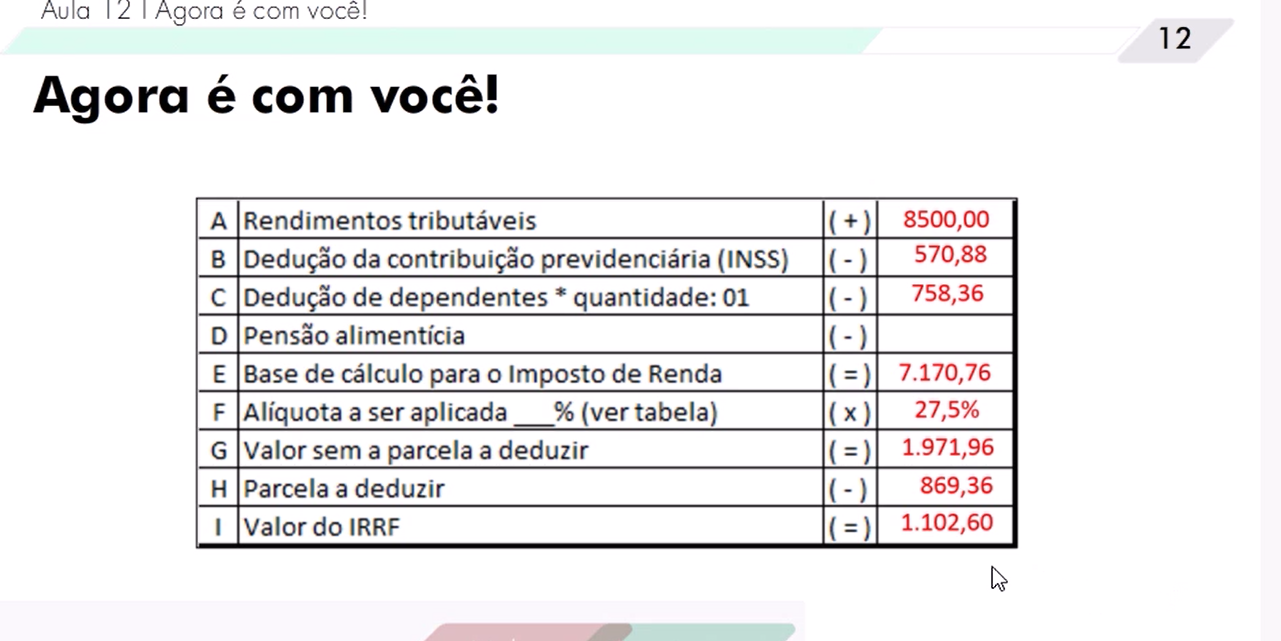 Aula 12 | Agora é com você!
12
Agora é com você!
A Rendimentos tributáveis ( + ) 8500,00
B Dedução da contribuição previdenciária (INSS) ( - ) 570,88
C Dedução de dependentes * quantidade: 01 ( - ) 758,36
D Pensão alimentícia ( - )
E Base de cálculo para o Imposto de Renda ( = ) 7.170,76
F Alíquota a ser aplicada ___% (ver tabela) ( x ) 27,5%
G Valor sem a parcela a deduzir ( = ) 1.971,96
H Parcela a deduzir ( - ) 869,36
I Valor do IRRF ( = ) 1.102,60